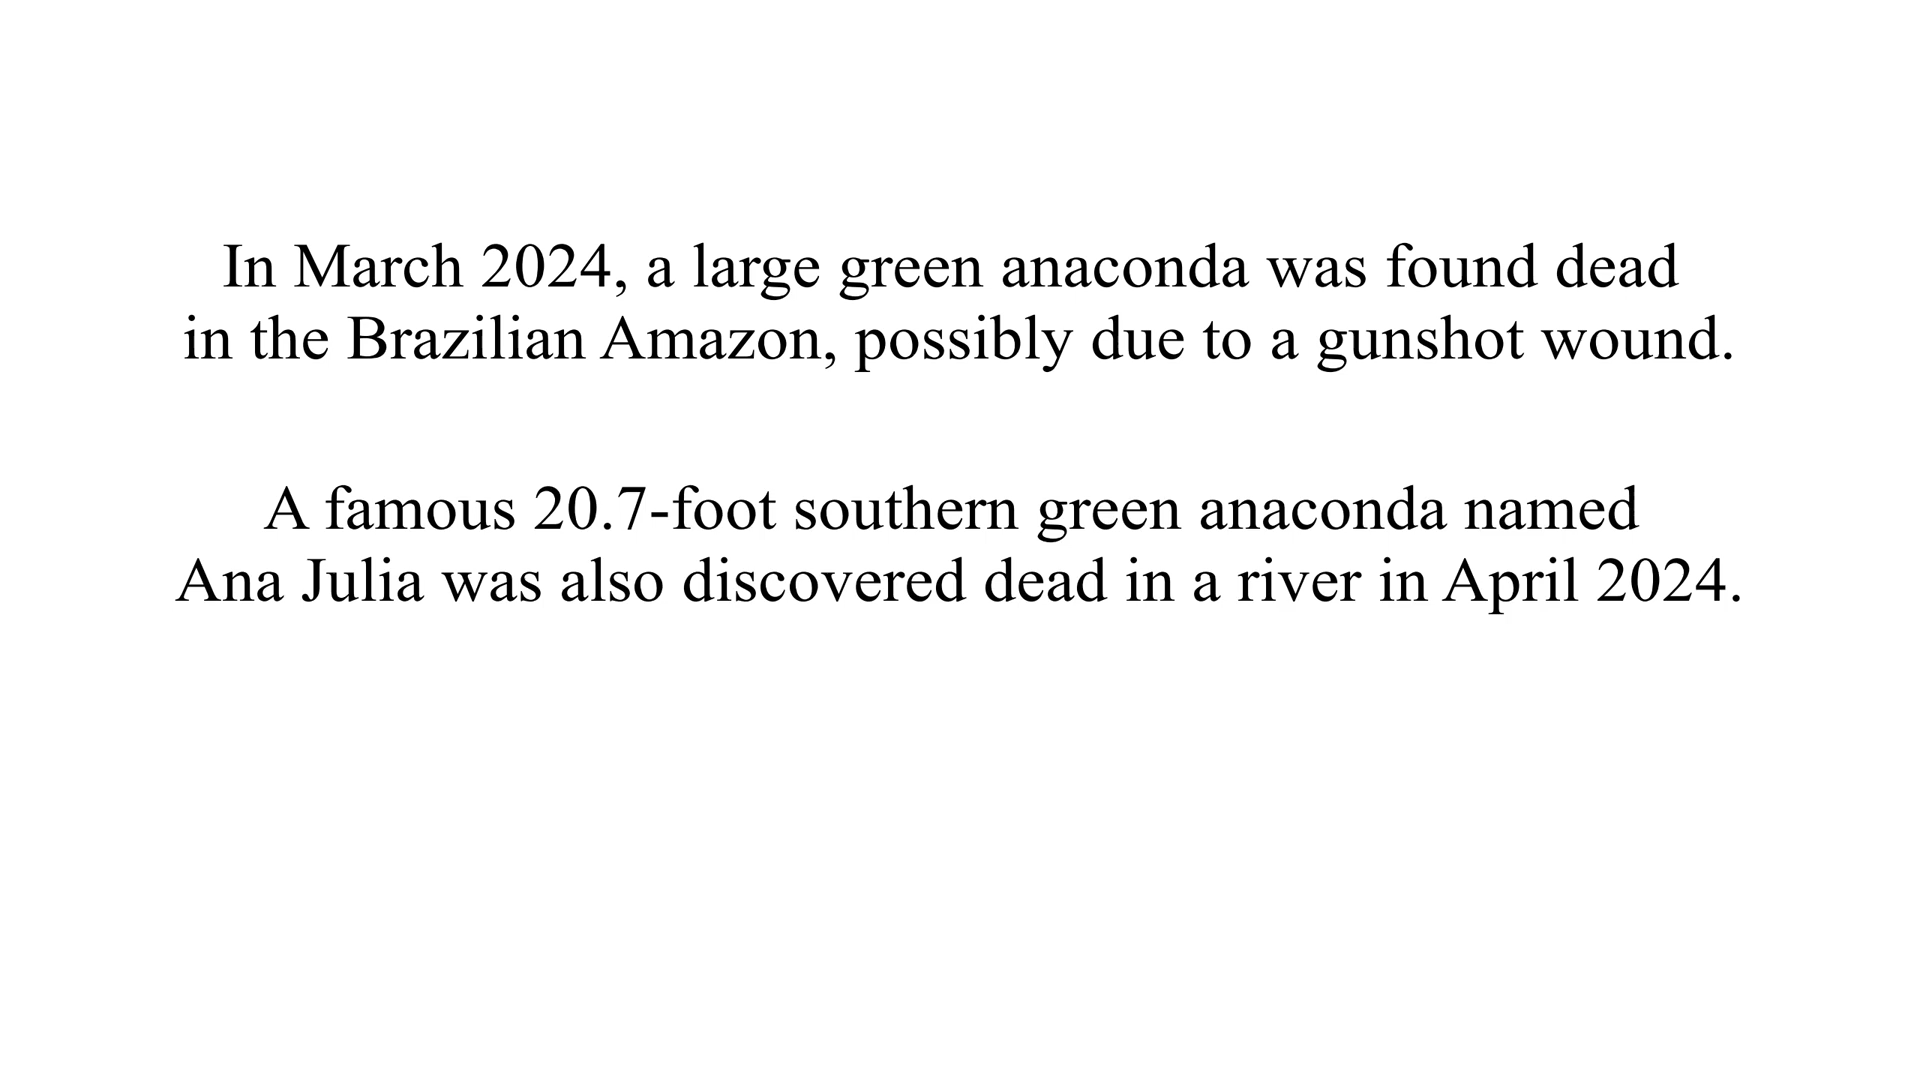 In March 2024, a large green anaconda was found dead
in the Brazilian Amazon, possibly due to a gunshot wound.
A famous 20.7-foot southern green anaconda named
Ana Julia was also discovered dead in a river in April 2024.